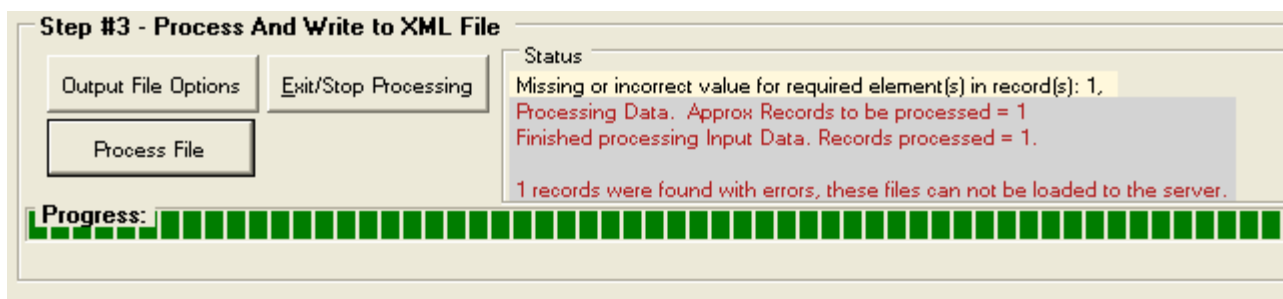 Step #3 - Process And Write to XML File
Output File Options
Exit/Stop Processing
Process File
Status
Missing or incorrect value for required element(s) in record(s): 1,
Processing Data.  Approx Records to be processed = 1
Finished processing Input Data. Records processed = 1.
1 records were found with errors, these files can not be loaded to the server.
Progress: